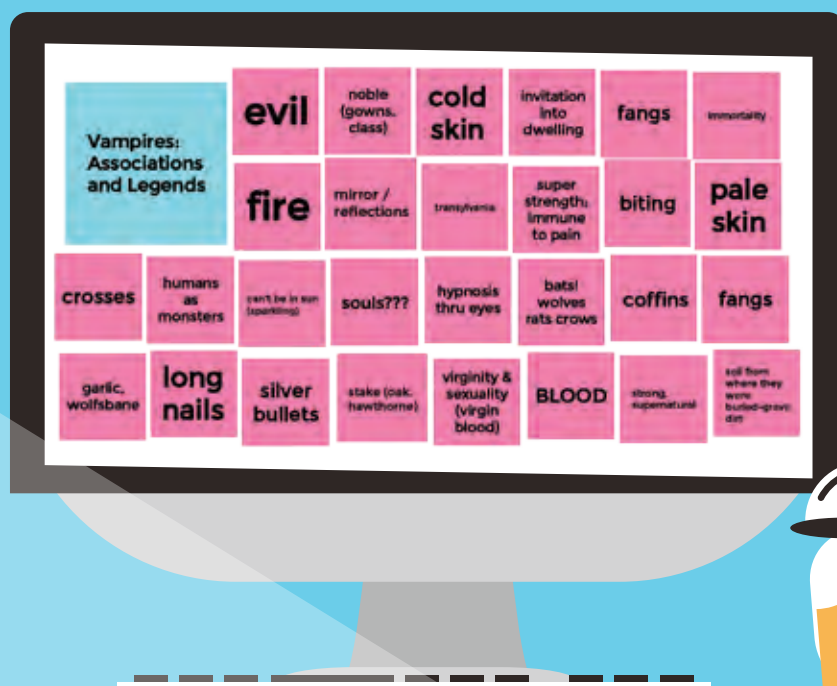 Vampires:
Associations
and Legends
evil
noble
(gowns,
class)
cold
skin
invitation
into
dwelling
fangs
immortality
fire
mirror /
reflections
transylvania
super
strength;
immune
to pain
biting
pale
skin
crosses
humans
as
monsters
can't be in sun
(sparkling)
souls???
hypnosis
thru eyes
bats!
wolves
rats crows
coffins
fangs
garlic,
wolfsbane
long
nails
silver
bullets
stake (oak,
hawthorne)
virginity &
sexuality
(virgin
blood)
BLOOD
strong,
supernatural
soil from
where they
were
buried-grave
dirt